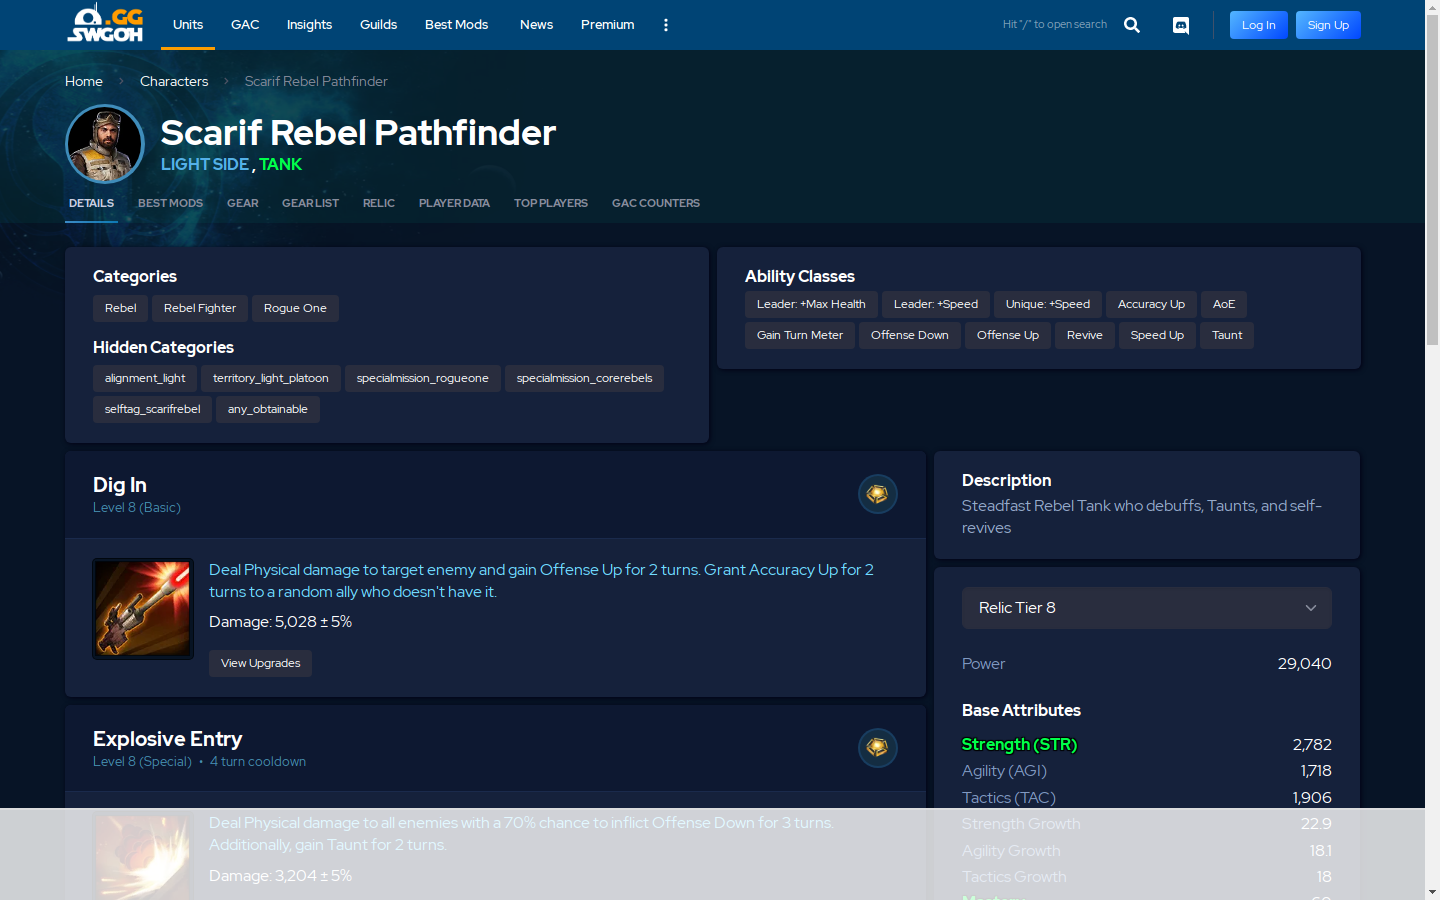 .GG
SWGOH
Units
GAC
Insights
Guilds
Best Mods
News
Premium
Hit "/" to open search
Log In
Sign Up
Home
Characters
Scarif Rebel Pathfinder
Scarif Rebel Pathfinder
LIGHT SIDE , TANK
DETAILS
BEST MODS
GEAR
GEAR LIST
RELIC
PLAYER DATA
TOP PLAYERS
GAC COUNTERS
Categories
Rebel
Rebel Fighter
Rogue One
Hidden Categories
alignment_light
territory_light_platoon
specialmission_rogueone
specialmission_corerebels
selftag_scarifrebel
any_obtainable
Ability Classes
Leader: +Max Health
Leader: +Speed
Unique: +Speed
Accuracy Up
AoE
Gain Turn Meter
Offense Down
Offense Up
Revive
Speed Up
Taunt
Dig In
Level 8 (Basic)
Deal Physical damage to target enemy and gain Offense Up for 2 turns. Grant Accuracy Up for 2
turns to a random ally who doesn't have it.
Damage: 5,028 ± 5%
View Upgrades
Explosive Entry
Level 8 (Special) • 4 turn cooldown
Deal Physical damage to all enemies with a 70% chance to inflict Offense Down for 3 turns.
Additionally, gain Taunt for 2 turns.
Damage: 3,204 ± 5%
Description
Steadfast Rebel Tank who debuffs, Taunts, and self-
revives
Relic Tier 8
Power 29,040
Base Attributes
Strength (STR) 2,782
Agility (AGI) 1,718
Tactics (TAC) 1,906
Strength Growth 22.9
Agility Growth 18.1
Tactics Growth 18